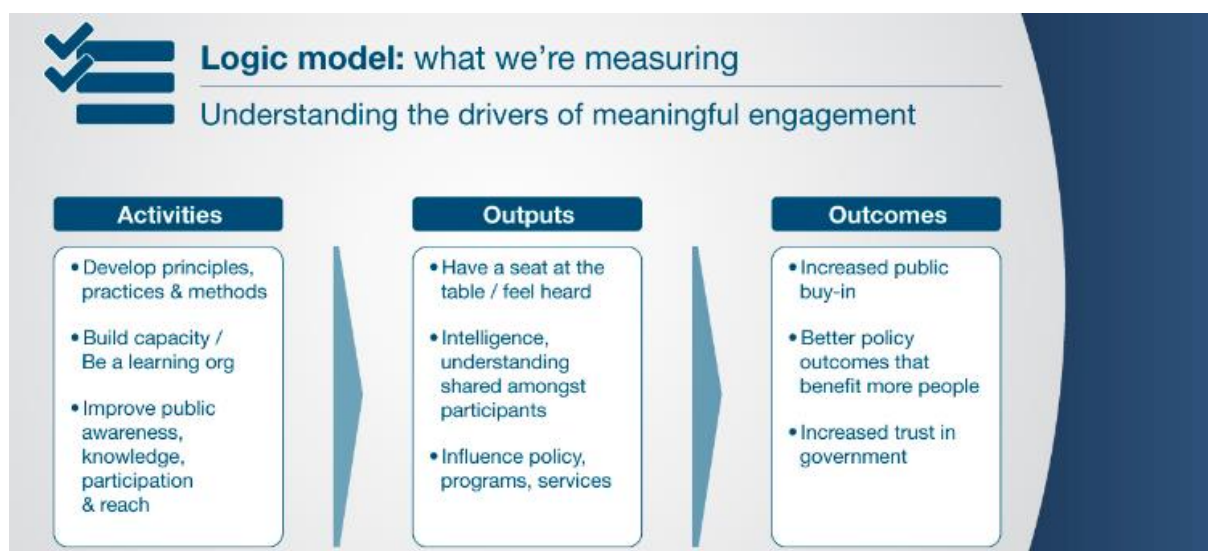 Logic model: what we're measuring
Understanding the drivers of meaningful engagement
Activities
• Develop principles,
practices & methods
• Build capacity /
Be a learning org
• Improve public
awareness,
knowledge,
participation
& reach
Outputs
• Have a seat at the
table / feel heard
• Intelligence,
understanding
shared amongst
participants
• Influence policy,
programs, services
Outcomes
• Increased public
buy-in
• Better policy
outcomes that
benefit more people
• Increased trust in
government